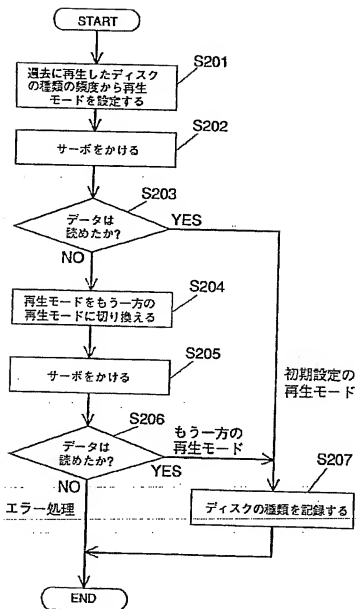 START
S201
過去に再生したディスク
の種類の頻度から再生
モードを設定する
S202
サーボをかける
S203
データは
読めたか?
YES
NO
S204
再生モードをもう一方の
再生モードに切り換える
S205
サーボをかける
初期設定の
再生モード
S206
データは
読めたか?
もう一方の
再生モード
YES
NO
エラー処理
S207
ディスクの種類を記録する
END